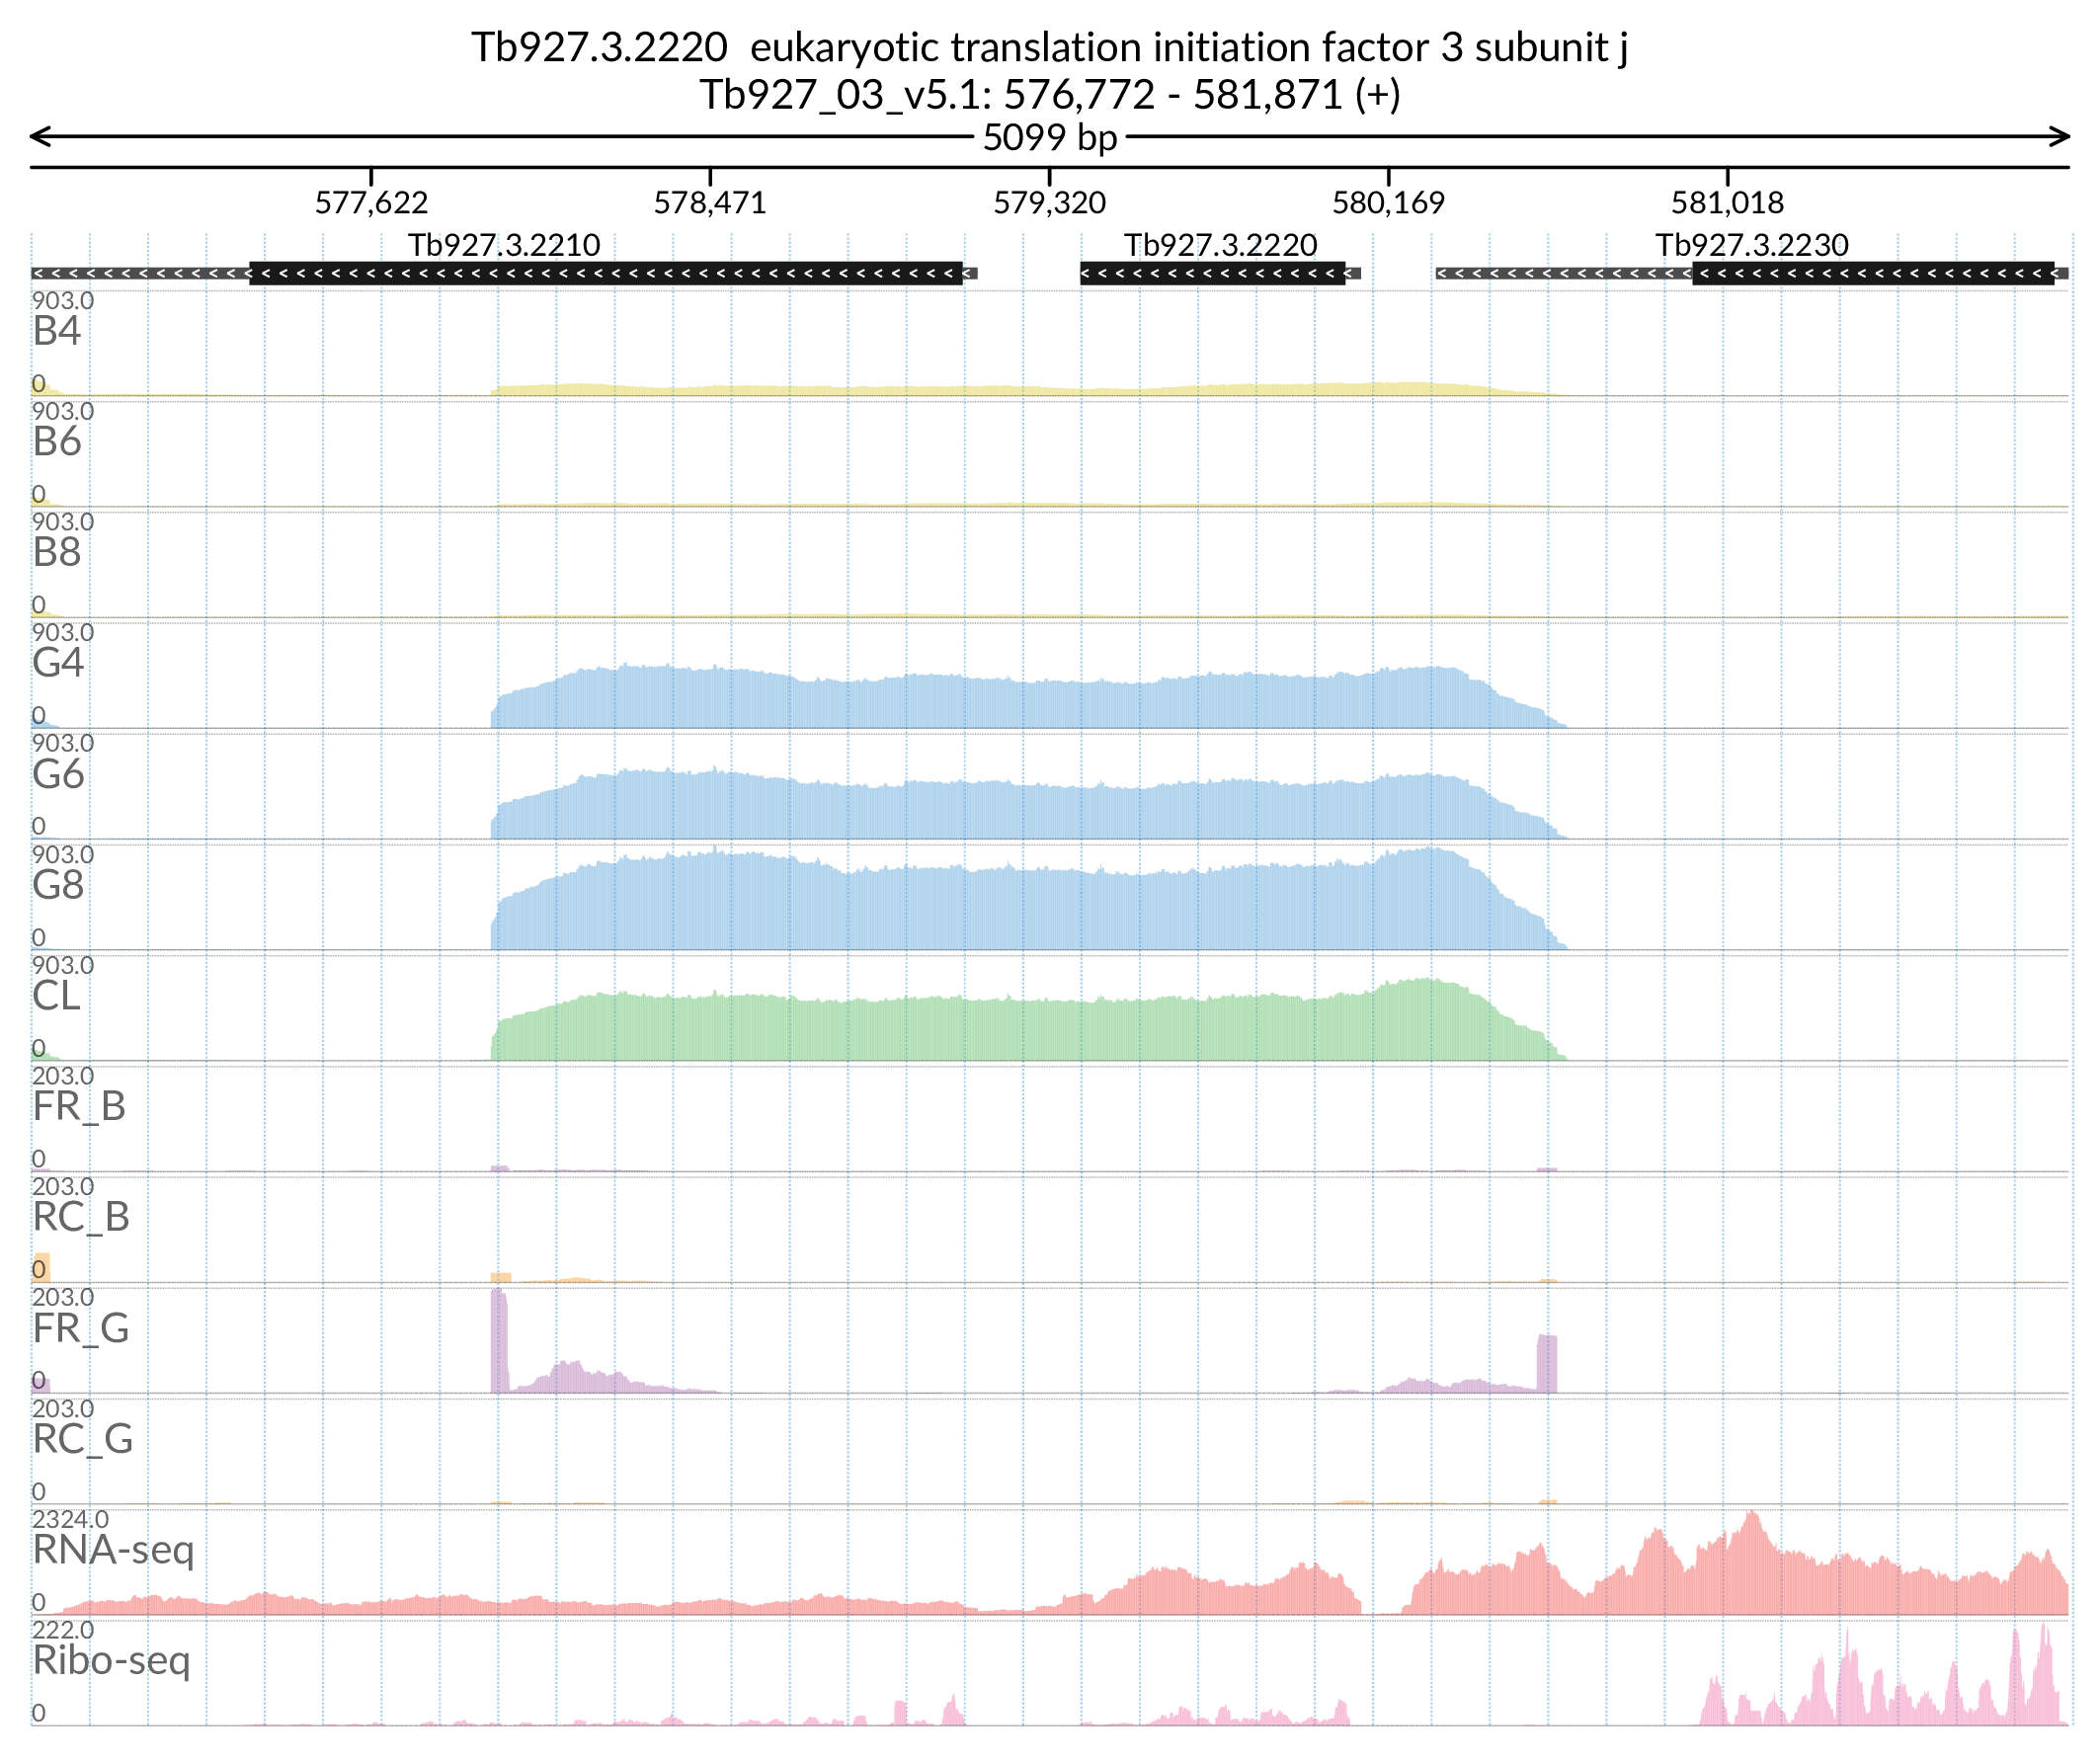 Tb927.3.2220  eukaryotic translation initiation factor 3 subunit j
Tb927_03_v5.1: 576,772 - 581,871 (+)
5099 bp
577,622 578,471 579,320 580,169 581,018
Tb927.3.2210 Tb927.3.2220 Tb927.3.2230
903.0
B4
0
903.0
B6
0
903.0
B8
0
903.0
G4
0
903.0
G6
0
903.0
G8
0
903.0
CL
0
203.0
FR_B
0
203.0
RC_B
0
203.0
FR_G
0
203.0
RC_G
0
2324.0
RNA-seq
0
222.0
Ribo-seq
0